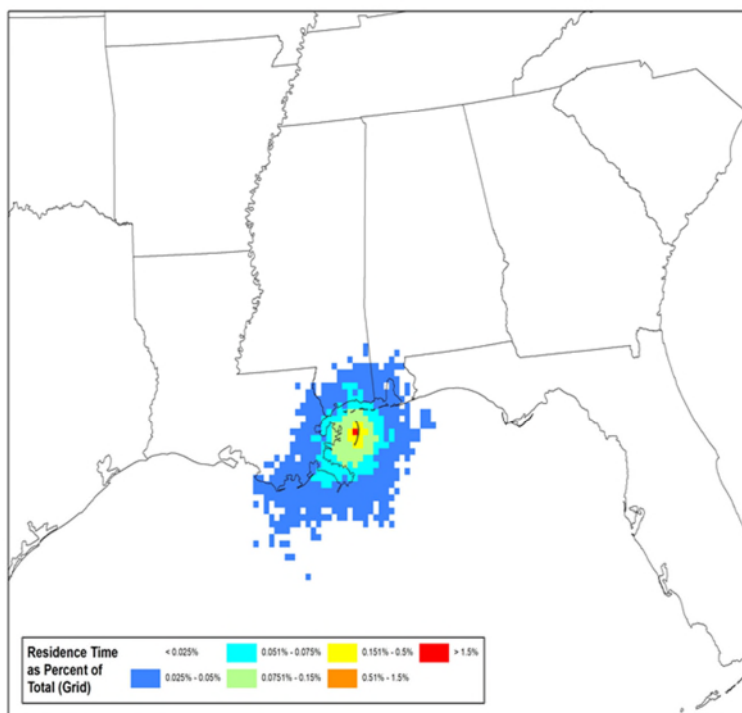 Residence Time
as Percent of
Total (Grid)
< 0.025% 0.051% - 0.075% 0.151% - 0.5% > 1.5%
0.025% - 0.05% 0.0751% - 0.15% 0.51% - 1.5%